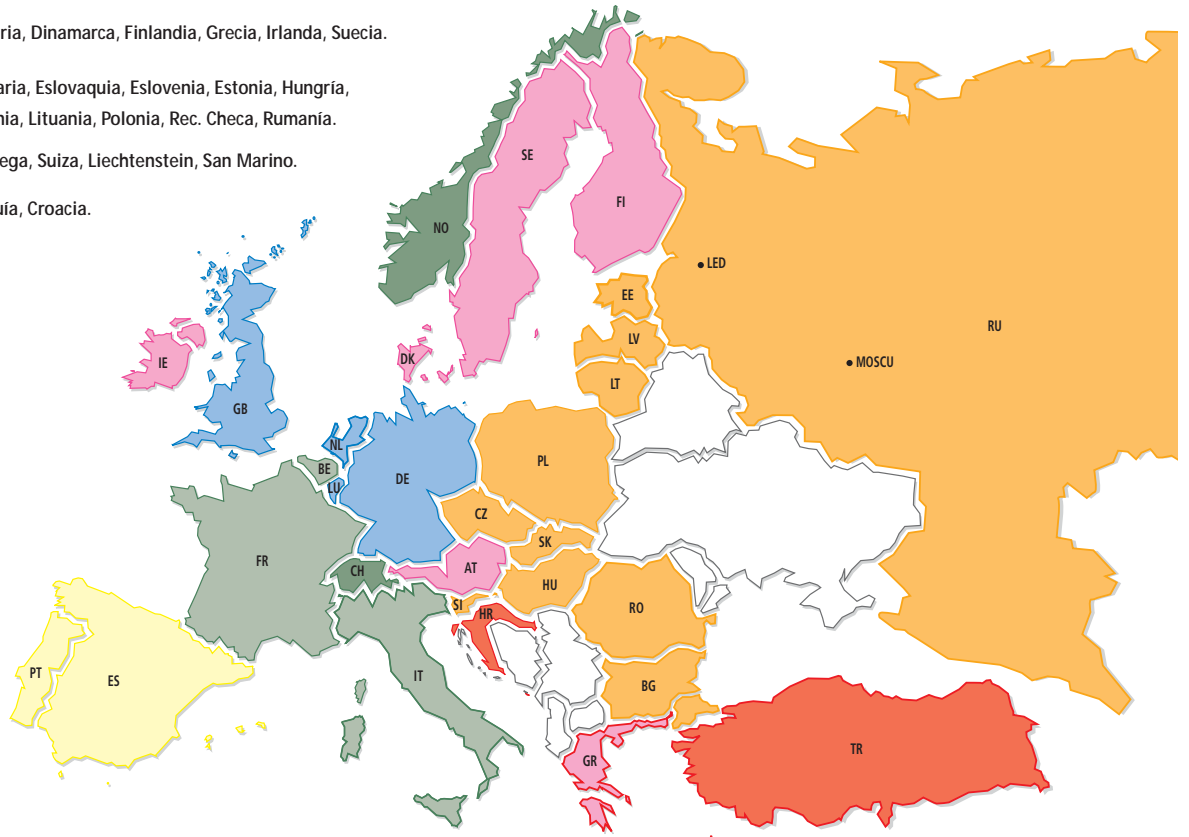 ria, Dinamarca, Finlandia, Grecia, Irlanda, Suecia.
aria, Eslovaquia, Eslovenia, Estonia, Hungría,
nia, Lituania, Polonia, Rec. Checa, Rumanía.
ega, Suiza, Liechtenstein, San Marino.
uía, Croacia.
SE
FI
NO
LED
EE
RU
LV
DK
IE
MOSCU
LT
GB
NL
PL
BE
DE
LU
CZ
SK
FR
CH
AT
HU
SI
HR
RO
PT
ES
IT
BG
TR
GR